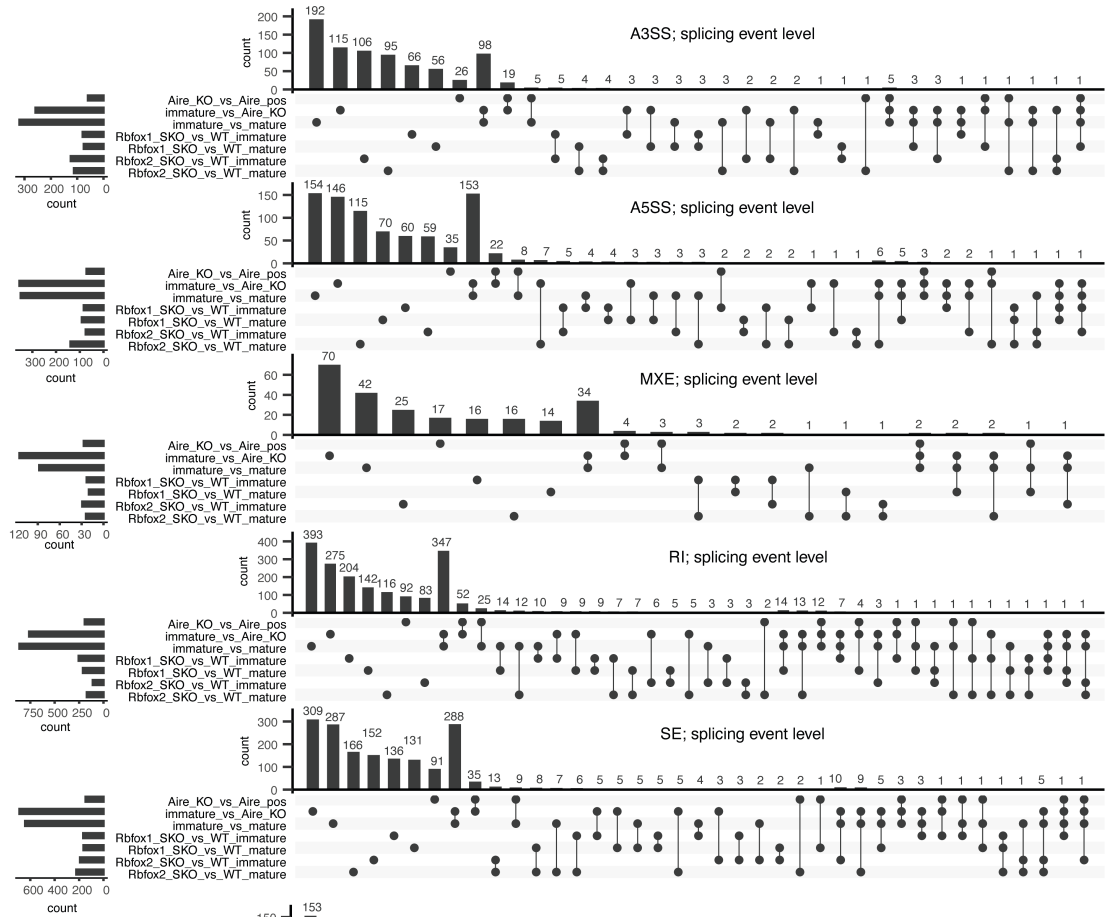 A3SS; splicing event level
count
200
150
100
50
0
192 115 106 95 66 56 26 98 19 5 5 4 4 3 3 3 3 3 2 2 2 1 1 1 5 3 3 1 1 1 1 1 1
Aire_KO_vs_Aire_pos
immature_vs_Aire_KO
immature_vs_mature
Rbfox1_SKO_vs_WT_immature
Rbfox1_SKO_vs_WT_mature
Rbfox2_SKO_vs_WT_immature
Rbfox2_SKO_vs_WT_mature
300 200 100 0
count
A5SS; splicing event level
count
150
100
50
0
154 146 115 70 60 59 35 153 22 8 7 5 4 4 3 3 3 3 2 2 2 2 1 1 1 6 5 3 2 2 1 1 1 1 1
Aire_KO_vs_Aire_pos
immature_vs_Aire_KO
immature_vs_mature
Rbfox1_SKO_vs_WT_immature
Rbfox1_SKO_vs_WT_mature
Rbfox2_SKO_vs_WT_immature
Rbfox2_SKO_vs_WT_mature
300 200 100 0
count
MXE; splicing event level
count
60
40
20
0
70 42 25 17 16 16 14 34 4 3 3 2 2 1 1 1 2 2 2 1 1
Aire_KO_vs_Aire_pos
immature_vs_Aire_KO
immature_vs_mature
Rbfox1_SKO_vs_WT_immature
Rbfox1_SKO_vs_WT_mature
Rbfox2_SKO_vs_WT_immature
Rbfox2_SKO_vs_WT_mature
120 90 60 30 0
count
RI; splicing event level
count
400
300
200
100
0
393 275 204 142 116 92 83 347 52 25 14 12 10 9 9 9 7 7 6 5 5 3 3 3 2 14 13 12 7 4 3 1 1 1 1 1 1 1 1 1 1 1
Aire_KO_vs_Aire_pos
immature_vs_Aire_KO
immature_vs_mature
Rbfox1_SKO_vs_WT_immature
Rbfox1_SKO_vs_WT_mature
Rbfox2_SKO_vs_WT_immature
Rbfox2_SKO_vs_WT_mature
750 500 250 0
count
SE; splicing event level
count
300
200
100
0
309 287 166 152 136 131 91 288 35 13 9 8 7 6 5 5 5 5 5 4 3 3 2 2 2 1 10 9 5 3 3 1 1 1 1 1 5 1 1
Aire_KO_vs_Aire_pos
immature_vs_Aire_KO
immature_vs_mature
Rbfox1_SKO_vs_WT_immature
Rbfox1_SKO_vs_WT_mature
Rbfox2_SKO_vs_WT_immature
Rbfox2_SKO_vs_WT_mature
600 400 200 0
count
153